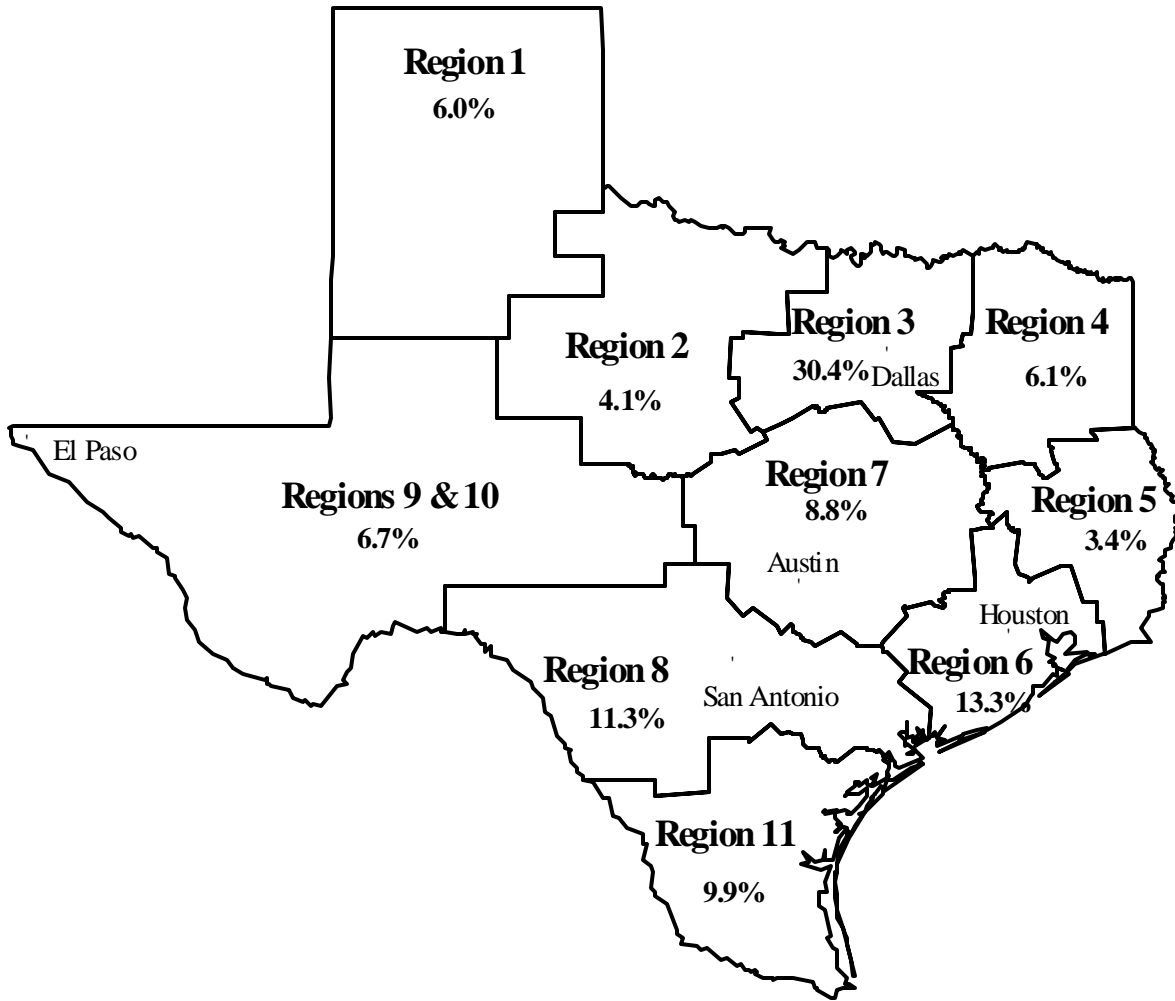 Region 1
6.0%
Region 2
4.1%
Region 3
30.4%
Dallas
Region 4
6.1%
El Paso
Regions 9 & 10
6.7%
Region 7
8.8%
Austin
Region 5
3.4%
Houston
Region 6
13.3%
Region 8
11.3%
San Antonio
Region 11
9.9%